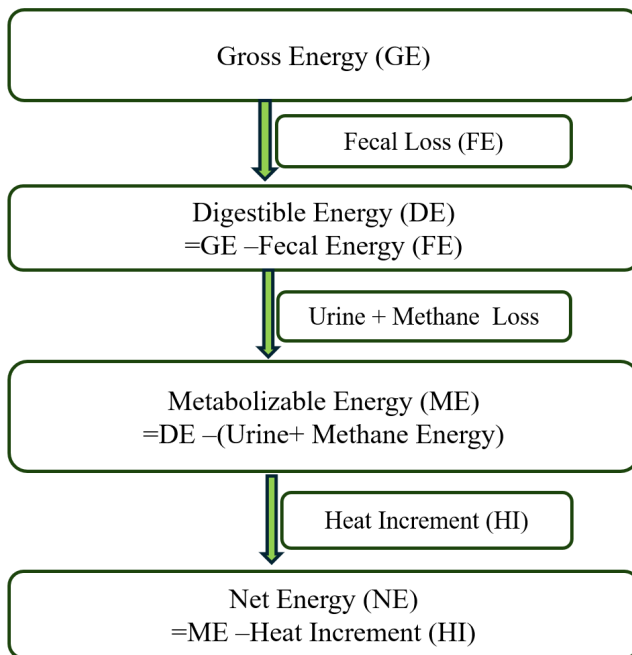 Gross Energy (GE)
Fecal Loss (FE)
Digestible Energy (DE)
=GE –Fecal Energy (FE)
Urine + Methane  Loss
Metabolizable Energy (ME)
=DE –(Urine+ Methane Energy)
Heat Increment (HI)
Net Energy (NE)
=ME –Heat Increment (HI)